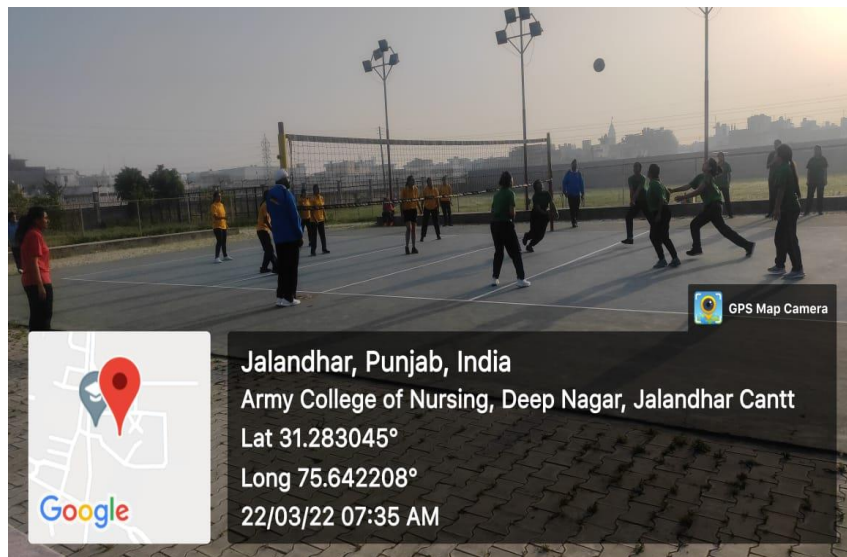 GPS Map Camera
Jalandhar, Punjab, India
Army College of Nursing, Deep Nagar, Jalandhar Cantt
Lat 31.283045°
Long 75.642208°
22/03/22 07:35 AM
Google